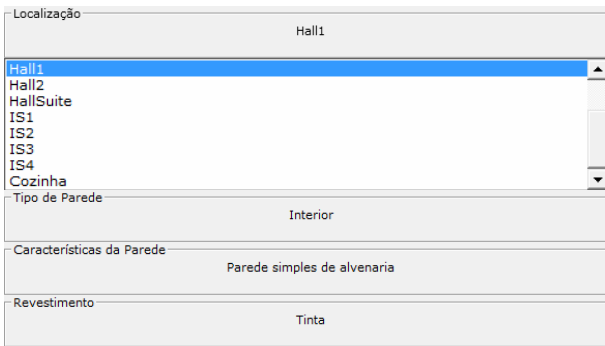 Localização
Hall1
Hall1
Hall2
HallSuite
IS1
IS2
IS3
IS4
Cozinha
Tipo de Parede
Interior
Características da Parede
Parede simples de alvenaria
Revestimento
Tinta